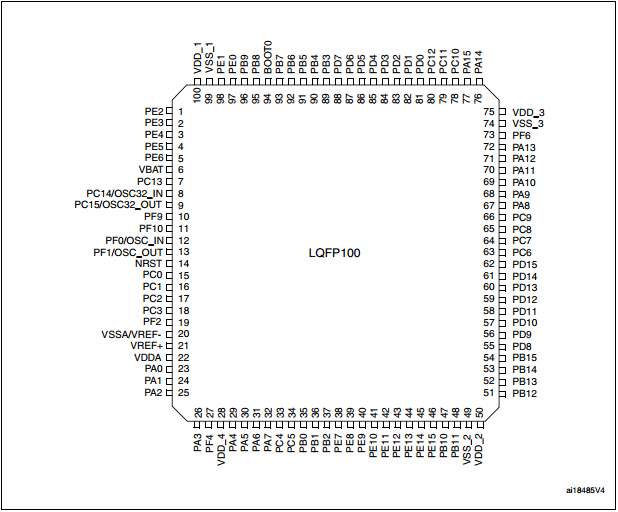 VDD_1 VSS_1 PE1 PE0 PB9 PB8 BOOT0 PB7 PB6 PB5 PB4 PB3 PD7 PD6 PD5 PD4 PD3 PD2 PD1 PD0 PC12 PC11 PC10 PA15 PA14
100 99 98 97 96 95 94 93 92 91 90 89 88 87 86 85 84 83 82 81 80 79 78 77 76
PE2 1
PE3 2
PE4 3
PE5 4
PE6 5
VBAT 6
PC13 7
PC14/OSC32_IN 8
PC15/OSC32_OUT 9
PF9 10
PF10 11
PF0/OSC_IN 12
PF1/OSC_OUT 13
NRST 14
PC0 15
PC1 16
PC2 17
PC3 18
PF2 19
VSSA/VREF- 20
VREF+ 21
VDDA 22
PA0 23
PA1 24
PA2 25
LQFP100
75 VDD_3
74 VSS_3
73 PF6
72 PA13
71 PA12
70 PA11
69 PA10
68 PA9
67 PA8
66 PC9
65 PC8
64 PC7
63 PC6
62 PD15
61 PD14
60 PD13
59 PD12
58 PD11
57 PD10
56 PD9
55 PD8
54 PB15
53 PB14
52 PB13
51 PB12
26 27 28 29 30 31 32 33 34 35 36 37 38 39 40 41 42 43 44 45 46 47 48 49 50
PA3 PF4 VDD_4 PA4 PA5 PA6 PA7 PC4 PC5 PB0 PB1 PB2 PE7 PE8 PE9 PE10 PE11 PE12 PE13 PE14 PE15 PB10 PB11 VSS_2 VDD_2
ai18485V4